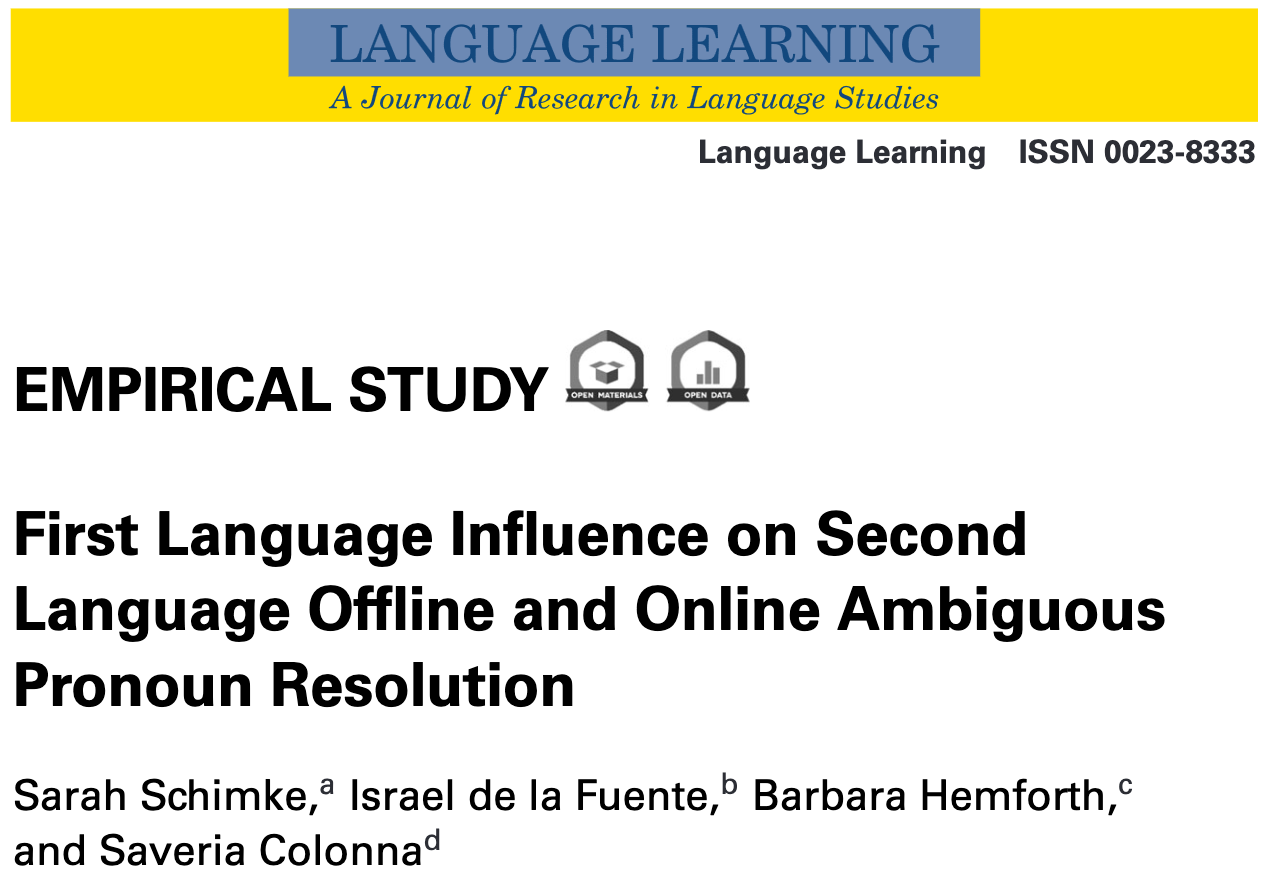 LANGUAGE LEARNING
A Journal of Research in Language Studies
Language Learning ISSN 0023-8333
EMPIRICAL STUDY
OPEN MATERIALS
OPEN DATA
First Language Influence on Second
Language Offline and Online Ambiguous
Pronoun Resolution
Sarah Schimke,a Israel de la Fuente,b Barbara Hemforth,c
and Saveria Colonnad